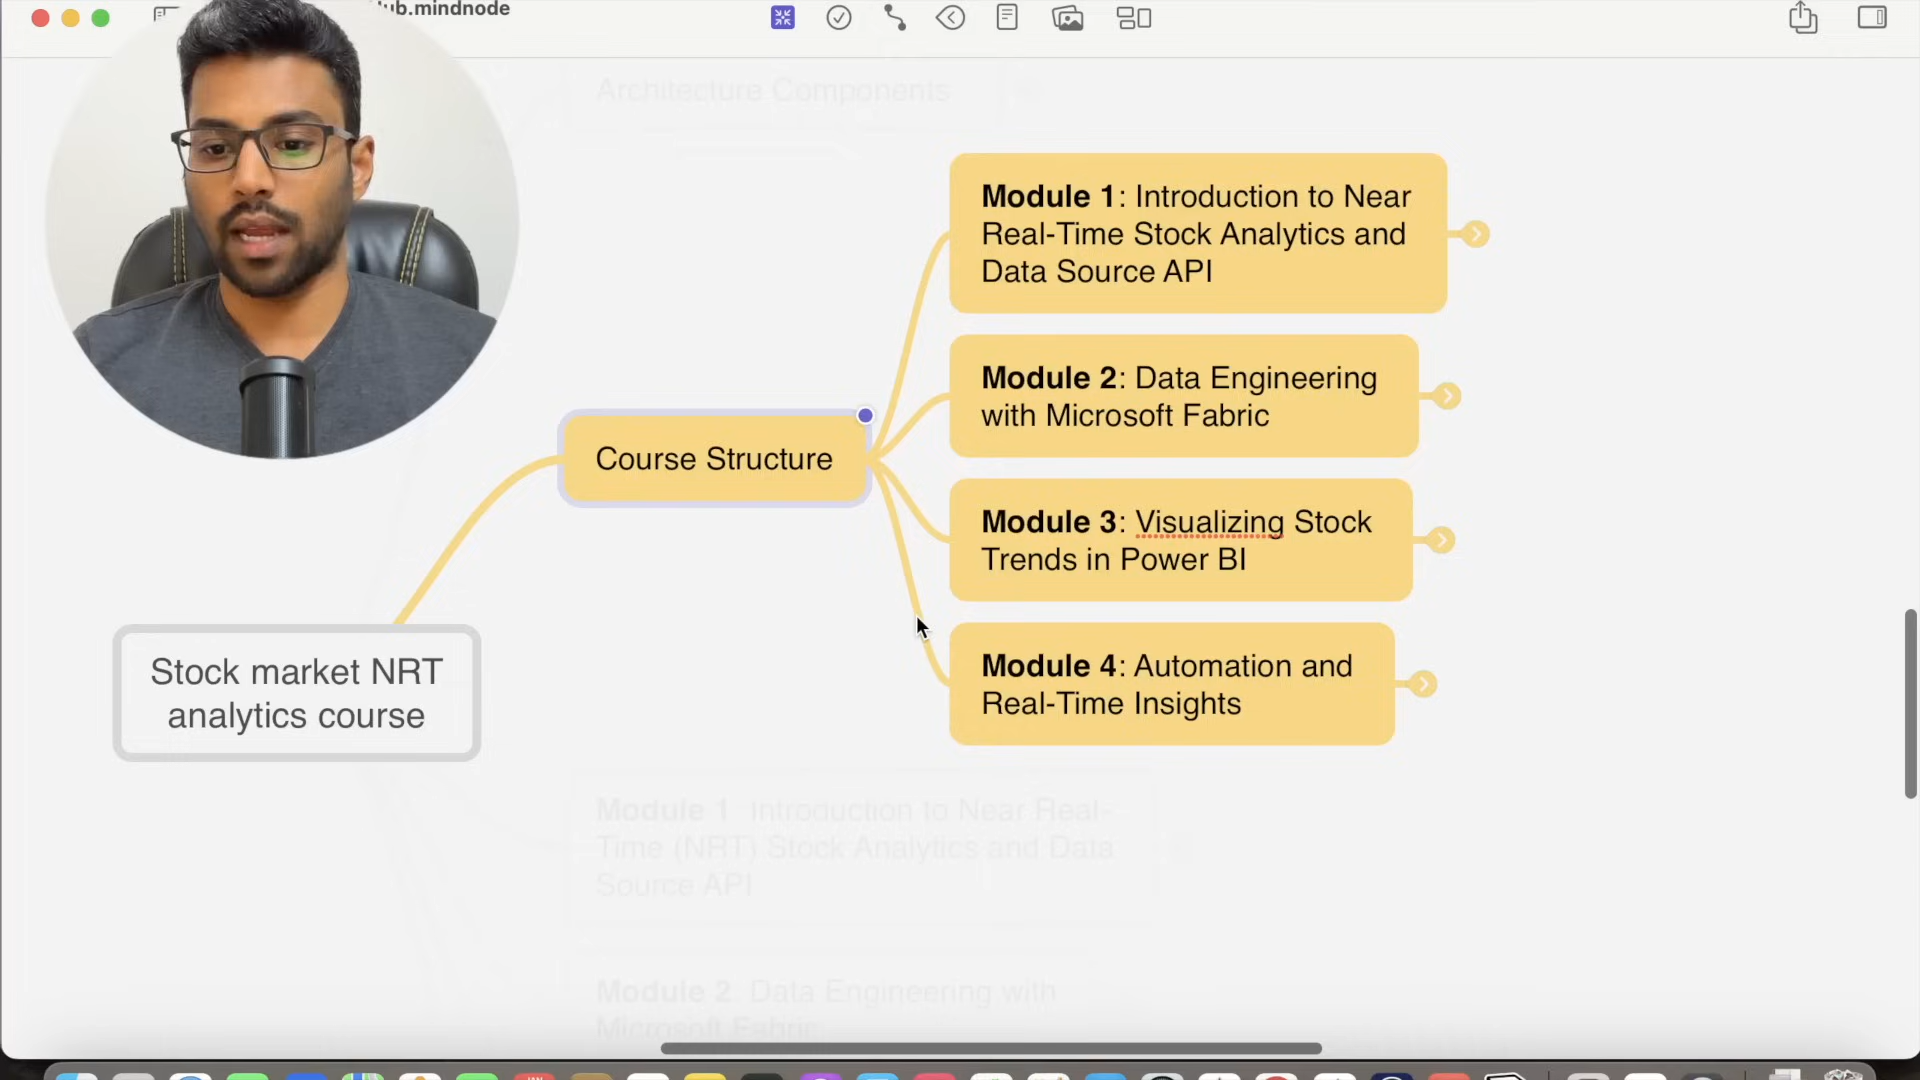 ub.mindnode
Architecture Components
Module 1: Introduction to Near
Real-Time Stock Analytics and
Data Source API
Module 2: Data Engineering
with Microsoft Fabric
Course Structure
Module 3: Visualizing Stock
Trends in Power BI
Module 4: Automation and
Real-Time Insights
Stock market NRT
analytics course
Module 1: Introduction to Near Real-
Time (NRT) Stock Analytics and Data
Source API
Module 2: Data Engineering with
Microsoft Fabric